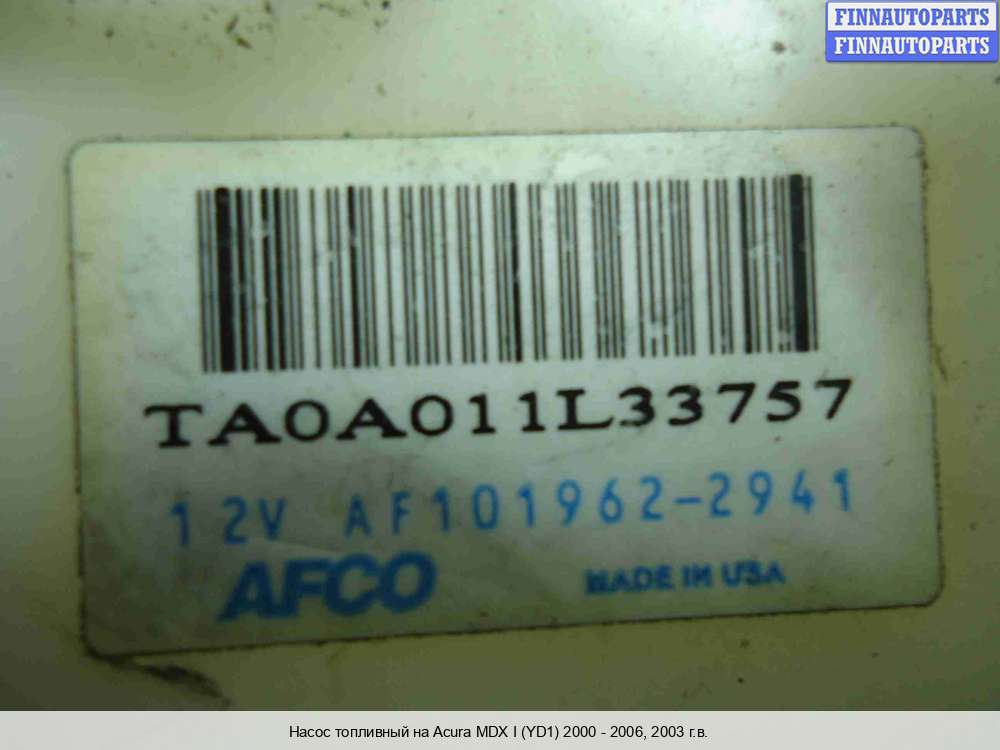 FINNAUTOPARTS
FINNAUTOPARTS
TA0A011L33757
12V AF101962-2941
AFCO
MADE IN USA
Насос топливный на Acura MDX I (YD1) 2000 - 2006, 2003 г.в.